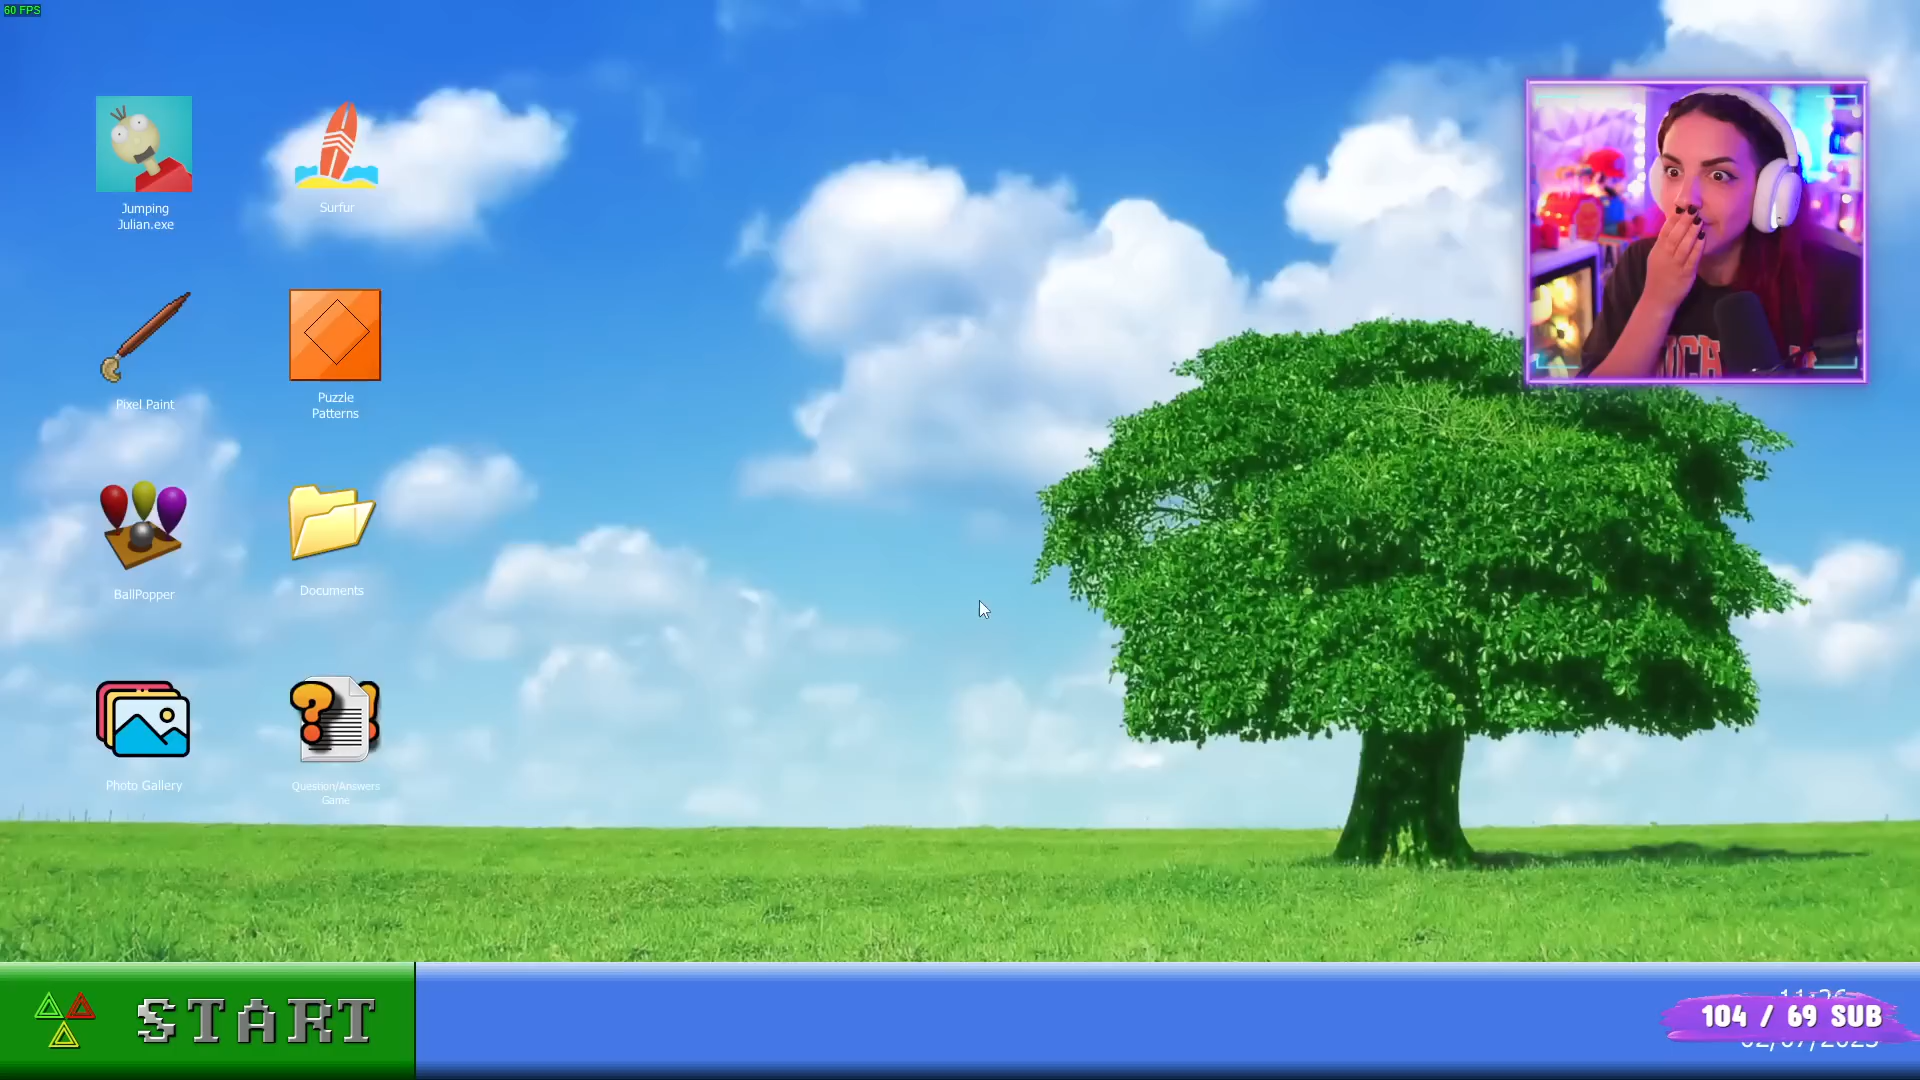 60 FPS
Jumping
Julian.exe
Surfur
Pixel Paint
Puzzle
Patterns
BallPopper
Documents
Photo Gallery
Question/Answers
Game
START
104 / 69 SUB